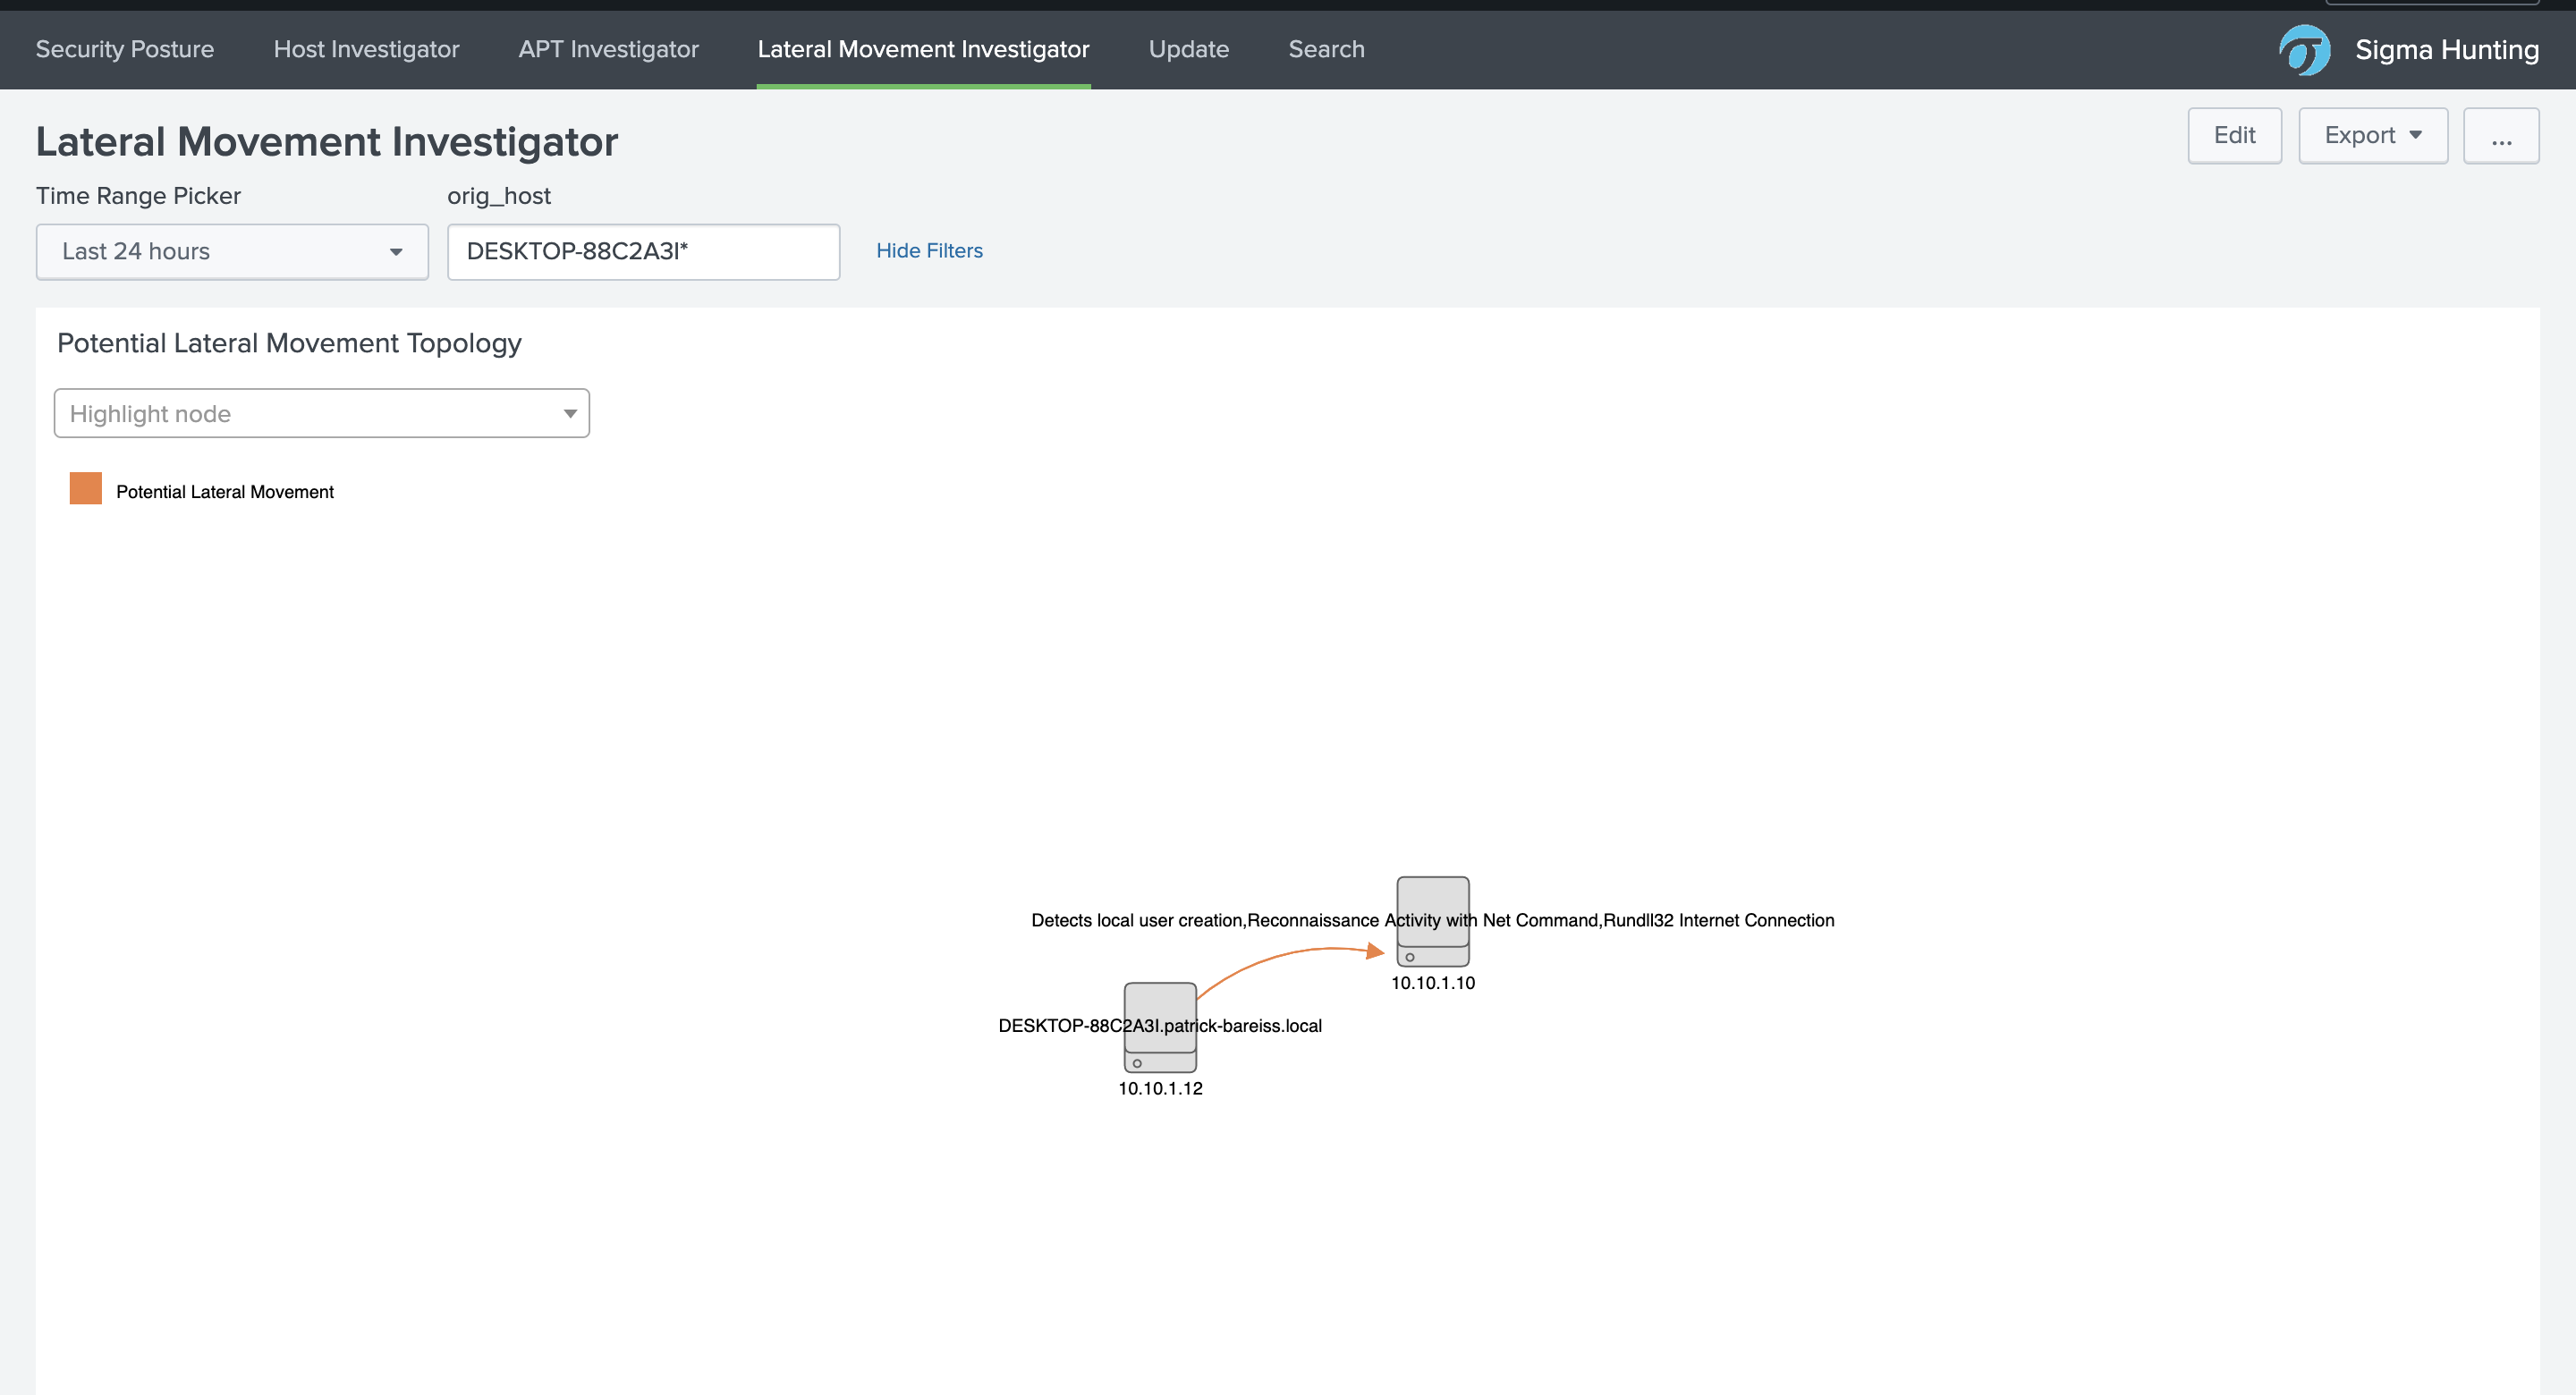 Security Posture Host Investigator APT Investigator Lateral Movement Investigator Update Search Sigma Hunting
Lateral Movement Investigator
Edit Export ...
Time Range Picker orig_host
Last 24 hours DESKTOP-88C2A3I* Hide Filters
Potential Lateral Movement Topology
Highlight node
Potential Lateral Movement
Detects local user creation,Reconnaissance Activity with Net Command,Rundll32 Internet Connection
10.10.1.10
DESKTOP-88C2A3I.patrick-bareiss.local
10.10.1.12